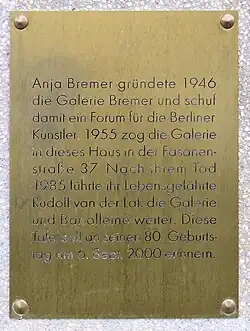 Anja Bremer gründete 1946
die Galerie Bremer und schuf
damit ein Forum für die Berliner
Künstler. 1955 zog die Galerie
in dieses Haus in der Fasanen-
straße 37. Nach ihrem Tod
1985 führte ihr Lebensgefährte
Rudolf van der Lak die Galerie
und Bar alleine weiter. Diese
Tafel soll an seinen 80. Geburts-
tag am Sept. 2000 erinnern.